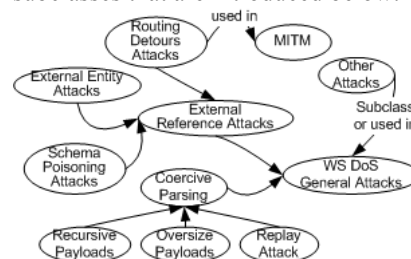 used in
Routing
Detours
Attacks
MITM
Other
Attacks
External Entity
Attacks
External
Reference Attacks
Subclass
or used in
Schema
Poisoning
Attacks
Coercive
Parsing
WS DoS
General Attacks
Recursive
Payloads
Oversize
Payloads
Replay
Attack